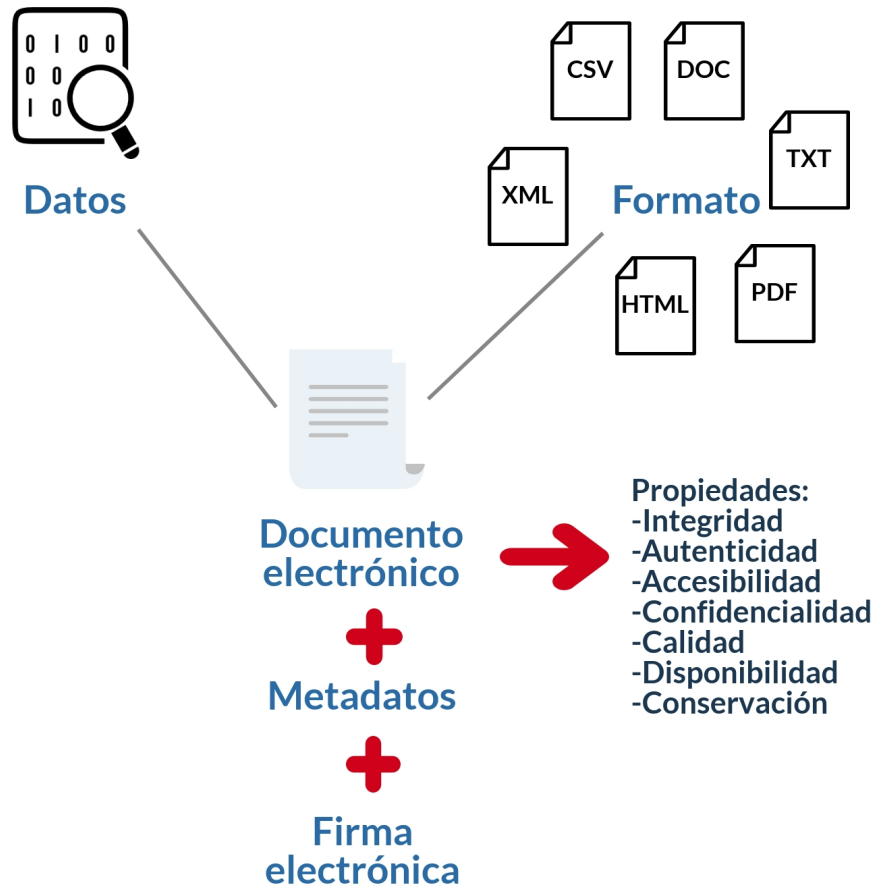 0 1 0 0
0 0
1 0
Datos
CSV
DOC
TXT
XML
Formato
HTML
PDF
Documento
electrónico
Metadatos
Firma
electrónica
Propiedades:
-Integridad
-Autenticidad
-Accesibilidad
-Confidencialidad
-Calidad
-Disponibilidad
-Conservación